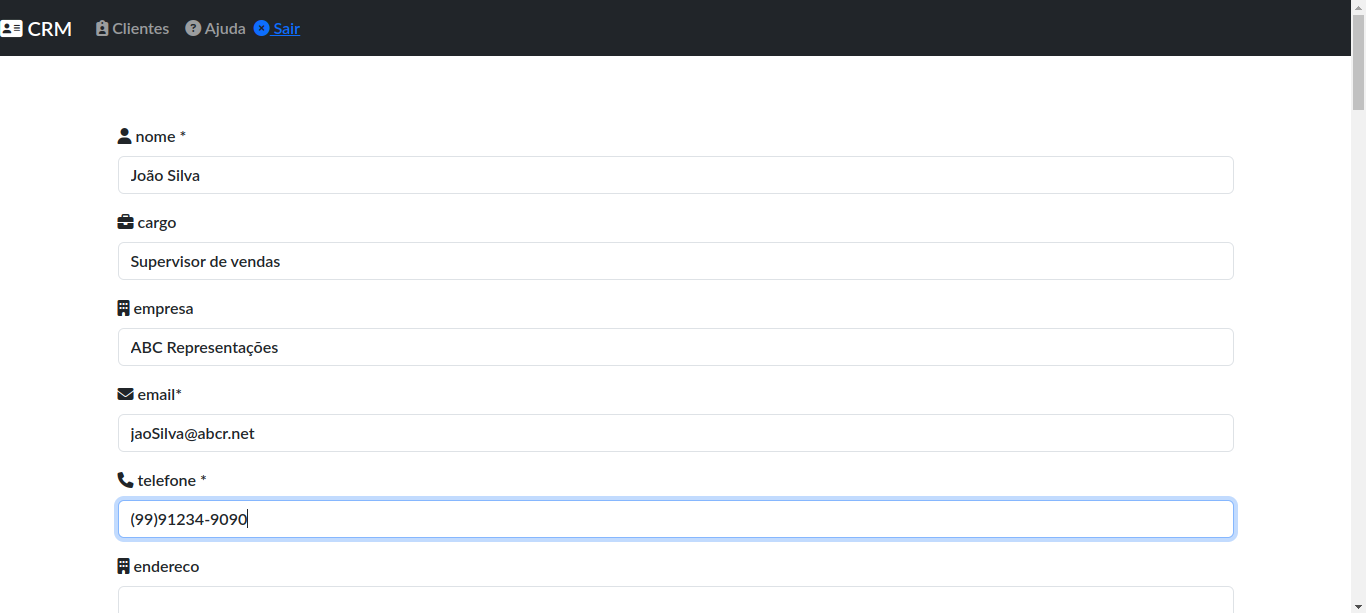 CRM Clientes Ajuda Sair
nome *
João Silva
cargo
Supervisor de vendas
empresa
ABC Representações
email*
jaoSilva@abcr.net
telefone *
(99)91234-9090
endereco